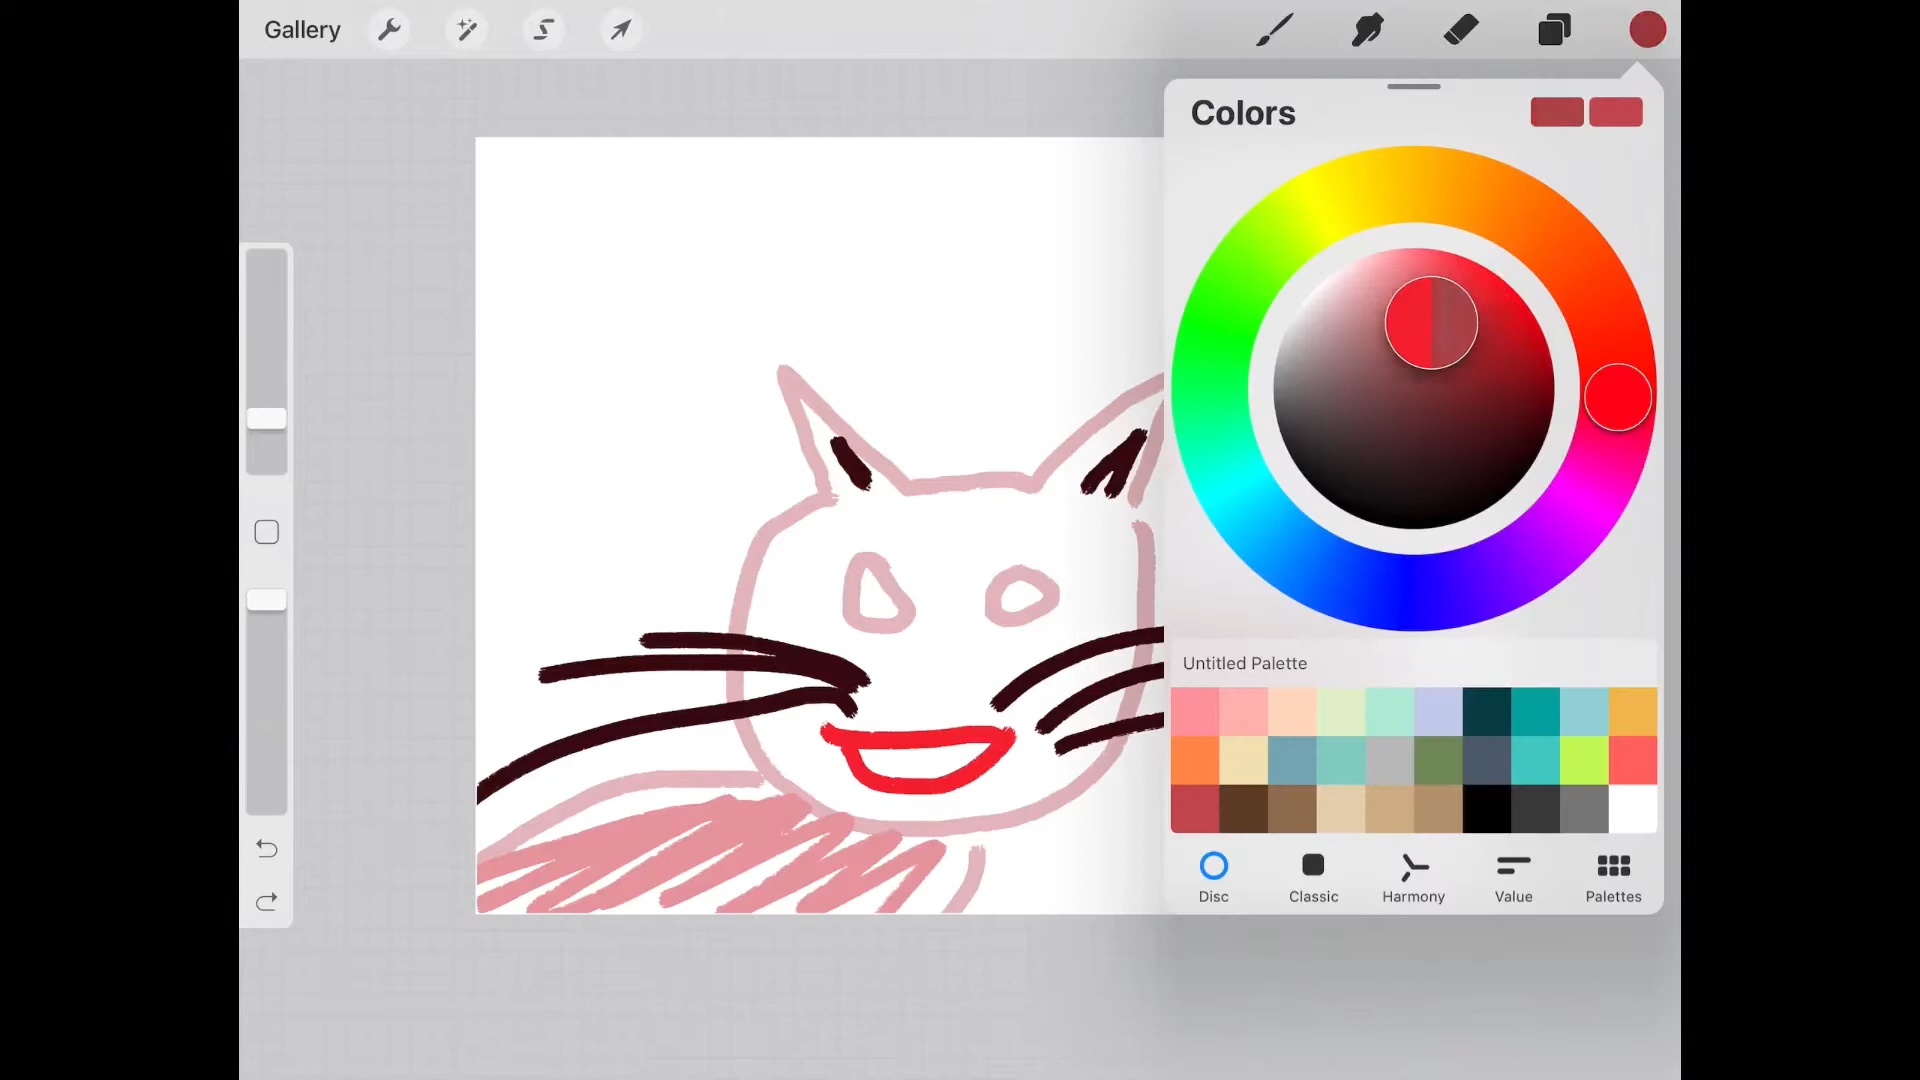 Gallery
Colors
Untitled Palette
Disc
Classic
Harmony
Value
Palettes